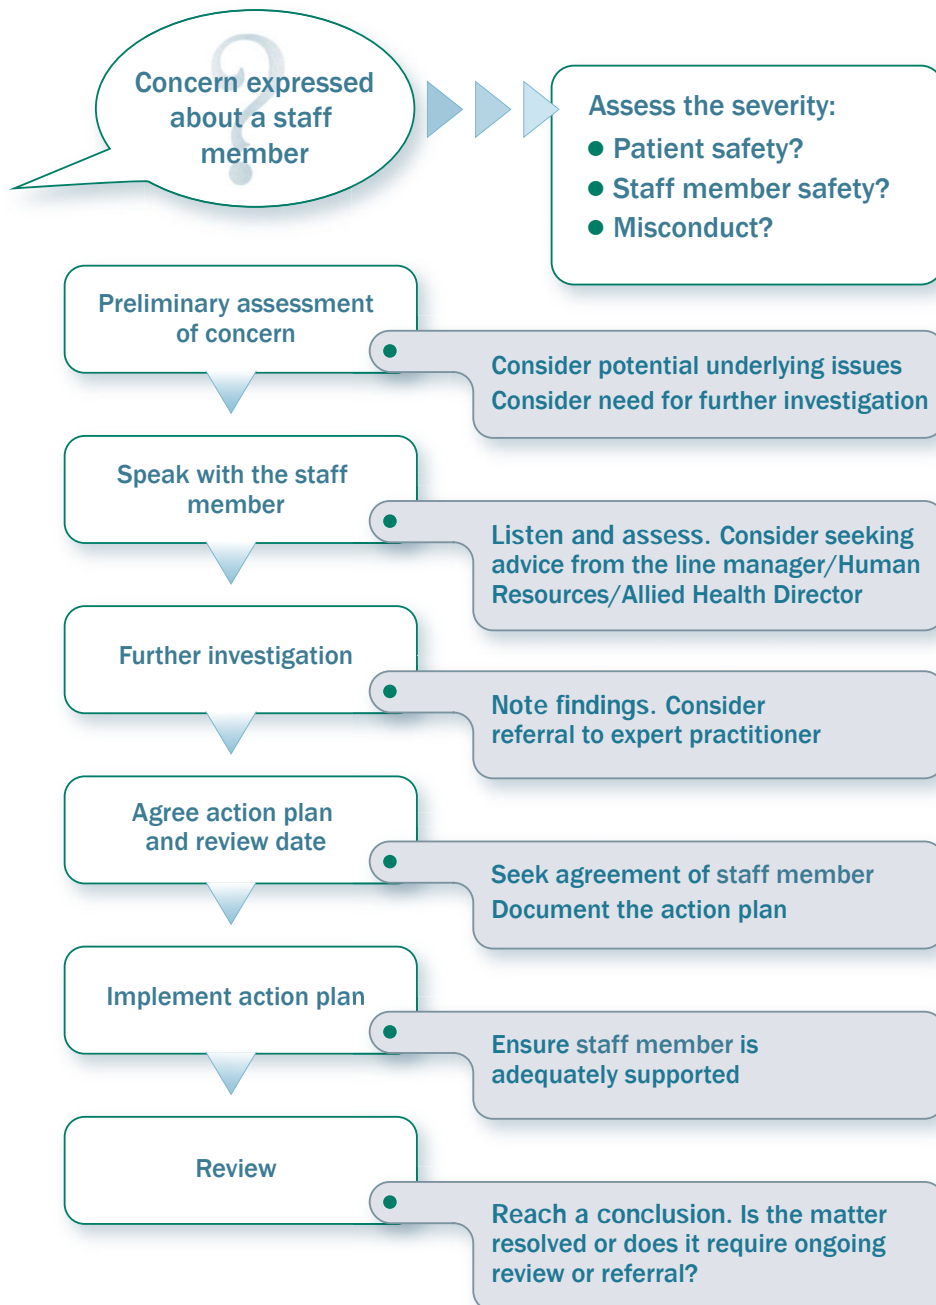 ?
Concern expressed
about a staff
member
Assess the severity:
● Patient safety?
● Staff member safety?
● Misconduct?
Preliminary assessment
of concern
Consider potential underlying issues
Consider need for further investigation
Speak with the staff
member
Listen and assess. Consider seeking
advice from the line manager/Human
Resources/Allied Health Director
Further investigation
Note findings. Consider
referral to expert practitioner
Agree action plan
and review date
Seek agreement of staff member
Document the action plan
Implement action plan
Ensure staff member is
adequately supported
Review
Reach a conclusion. Is the matter
resolved or does it require ongoing
review or referral?